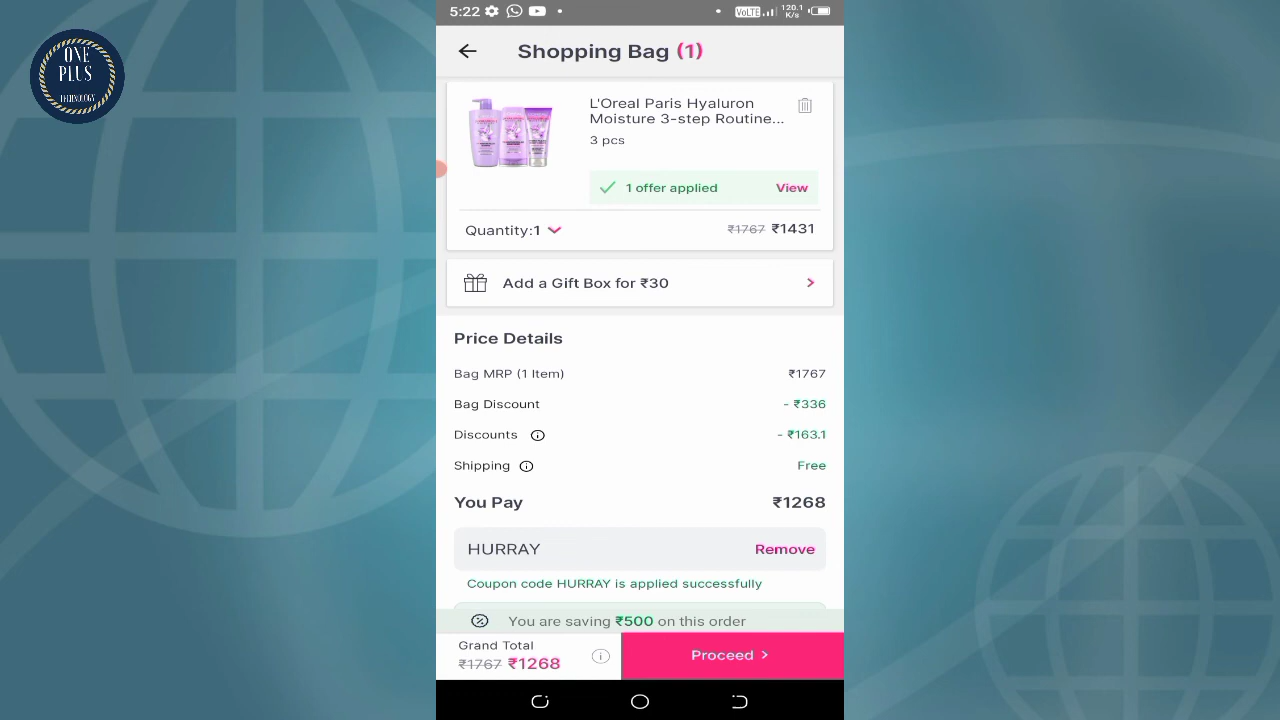 ONE
PLUS
TECHNOLOGY
5:22
VoLTE
120.1
K/s
Shopping Bag (1)
L'Oreal Paris Hyaluron
Moisture 3-step Routine...
3 pcs
1 offer applied
View
Quantity:1
₹1767 ₹1431
Add a Gift Box for ₹30
Price Details
Bag MRP (1 Item)
₹1767
Bag Discount
- ₹336
Discounts
- ₹163.1
Shipping
Free
You Pay
₹1268
HURRAY
Remove
Coupon code HURRAY is applied successfully
You are saving ₹500 on this order
Grand Total
₹1767 ₹1268
Proceed >